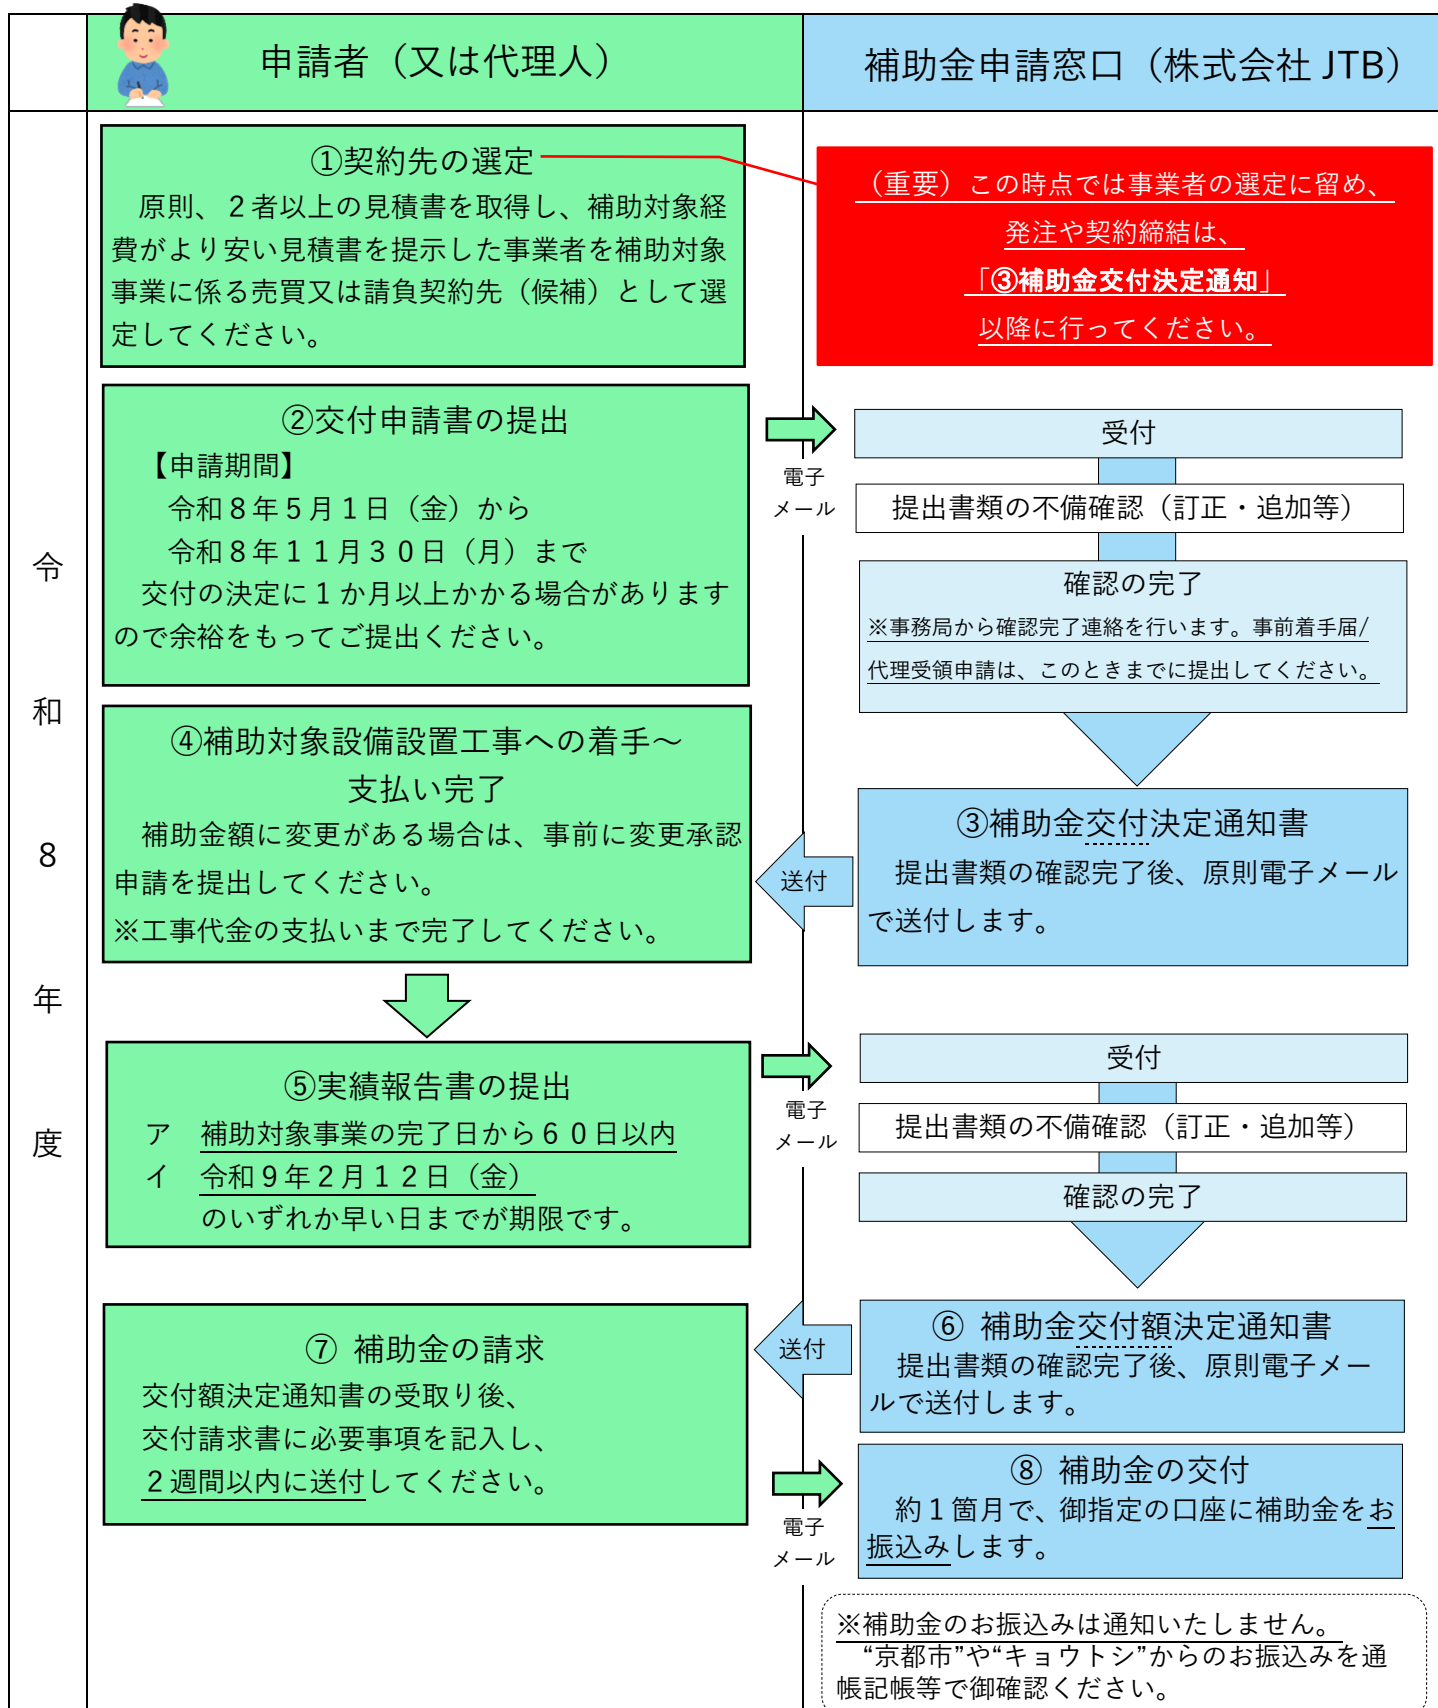 申請者（又は代理人）
補助金申請窓口（株式会社 JTB）
令和８年度
①契約先の選定
原則、２者以上の見積書を取得し、補助対象経
費がより安い見積書を提示した事業者を補助対象
事業に係る売買又は請負契約先（候補）として選
定してください。
（重要）この時点では事業者の選定に留め、
発注や契約締結は、
「③補助金交付決定通知」
以降に行ってください。
②交付申請書の提出
【申請期間】
令和８年５月１日（金）から
令和８年１１月３０日（月）まで
交付の決定に１か月以上かかる場合があります
ので余裕をもってご提出ください。
電子
メール
受付
提出書類の不備確認（訂正・追加等）
確認の完了
※事務局から確認完了連絡を行います。事前着手届/
代理受領申請は、このときまでに提出してください。
③補助金交付決定通知書
提出書類の確認完了後、原則電子メール
で送付します。
送付
④補助対象設備設置工事への着手～
支払い完了
補助金額に変更がある場合は、事前に変更承認
申請を提出してください。
※工事代金の支払いまで完了してください。
⑤実績報告書の提出
ア　補助対象事業の完了日から６０日以内
イ　令和９年２月１２日（金）
のいずれか早い日までが期限です。
電子
メール
受付
提出書類の不備確認（訂正・追加等）
確認の完了
⑥ 補助金交付額決定通知書
提出書類の確認完了後、原則電子メー
ルで送付します。
送付
⑦ 補助金の請求
交付額決定通知書の受取り後、
交付請求書に必要事項を記入し、
２週間以内に送付してください。
電子
メール
⑧ 補助金の交付
約１箇月で、御指定の口座に補助金をお
振込みします。
※補助金のお振込みは通知いたしません。
“京都市”や“キョウトシ”からのお振込みを通
帳記帳等で御確認ください。